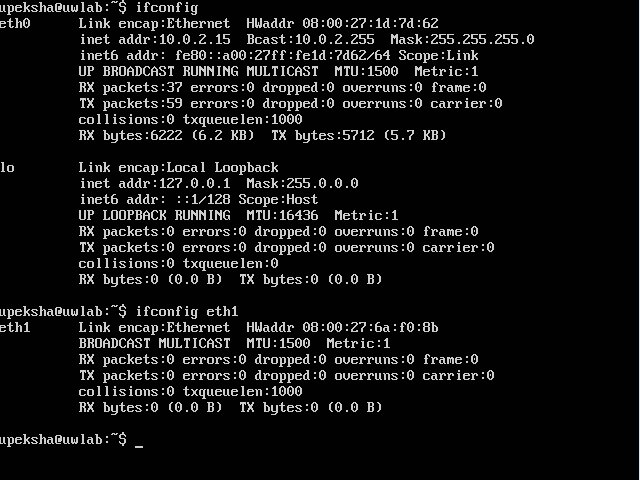 upeksha@uwlab:~$ ifconfig
eth0 Link encap:Ethernet HWaddr 08:00:27:1d:7d:62
inet addr:10.0.2.15 Bcast:10.0.2.255 Mask:255.255.255.0
inet6 addr: fe80::a00:27ff:fe1d:7d62/64 Scope:Link
UP BROADCAST RUNNING MULTICAST MTU:1500 Metric:1
RX packets:37 errors:0 dropped:0 overruns:0 frame:0
TX packets:59 errors:0 dropped:0 overruns:0 carrier:0
collisions:0 txqueuelen:1000
RX bytes:6222 (6.2 KB) TX bytes:5712 (5.7 KB)
lo Link encap:Local Loopback
inet addr:127.0.0.1 Mask:255.0.0.0
inet6 addr: ::1/128 Scope:Host
UP LOOPBACK RUNNING MTU:16436 Metric:1
RX packets:0 errors:0 dropped:0 overruns:0 frame:0
TX packets:0 errors:0 dropped:0 overruns:0 carrier:0
collisions:0 txqueuelen:0
RX bytes:0 (0.0 B) TX bytes:0 (0.0 B)
upeksha@uwlab:~$ ifconfig eth1
eth1 Link encap:Ethernet HWaddr 08:00:27:6a:f0:8b
BROADCAST MULTICAST MTU:1500 Metric:1
RX packets:0 errors:0 dropped:0 overruns:0 frame:0
TX packets:0 errors:0 dropped:0 overruns:0 carrier:0
collisions:0 txqueuelen:1000
RX bytes:0 (0.0 B) TX bytes:0 (0.0 B)
upeksha@uwlab:~$ _